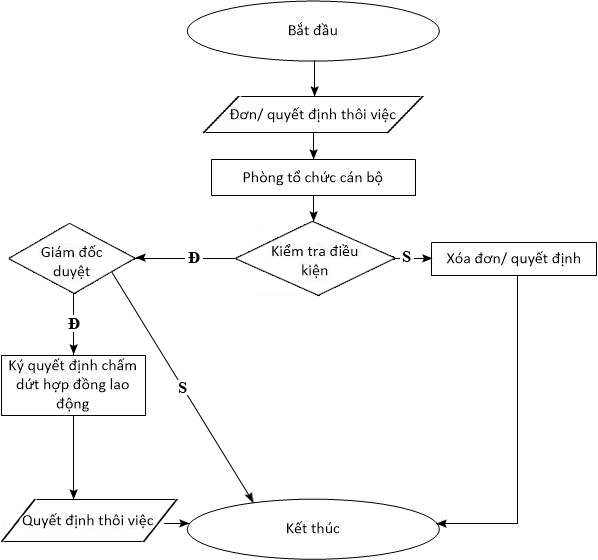 Bắt đầu
Đơn/ quyết định thôi việc
Phòng tổ chức cán bộ
Giám đốc
duyệt
Đ
Kiểm tra điều
kiện
S
Xóa đơn/ quyết định
Đ
Ký quyết định chấm
dứt hợp đồng lao
động
S
Quyết định thôi việc
Kết thúc